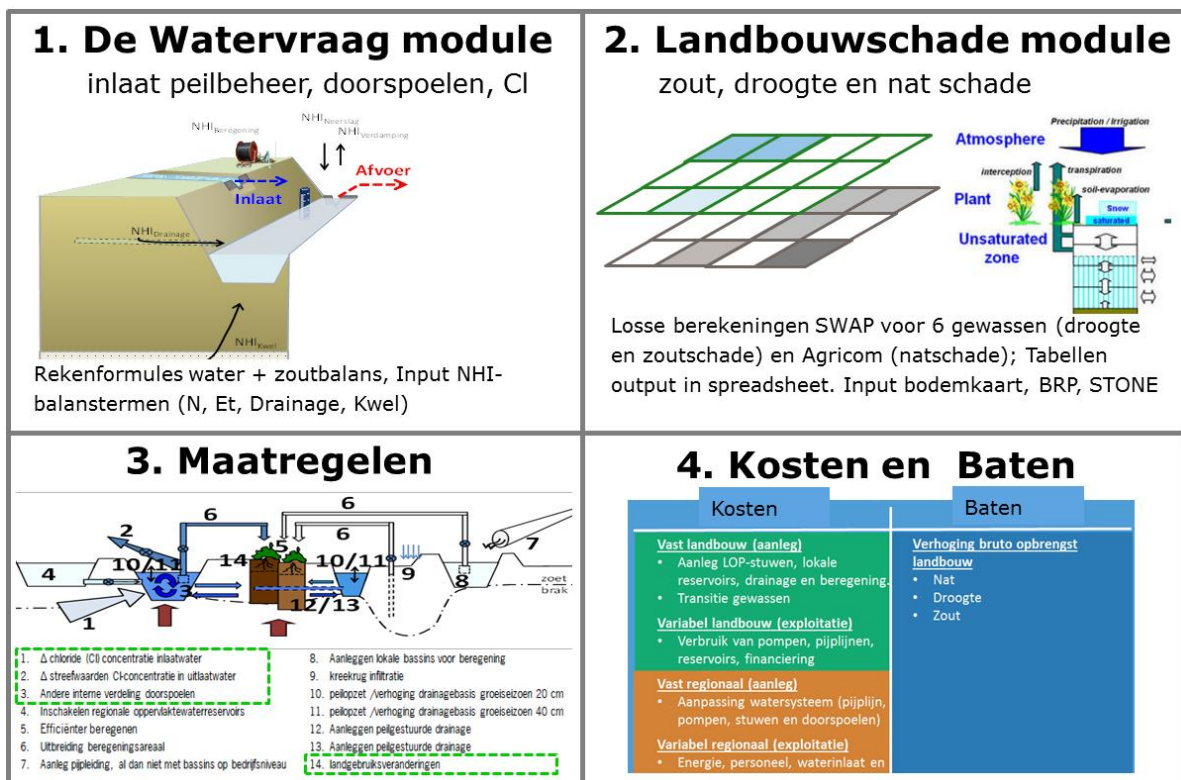 1. De Watervraag module
inlaat peilbeheer, doorspoelen, Cl
NHI Beregening
NHI Neerslag
NHI Verdamping
Afvoer
Inlaat
NHI Drainage
NHI Kwel
Rekenformules water + zoutbalans, Input NHI-
balanstermen (N, Et, Drainage, Kwel)
2. Landbouwschade module
zout, droogte en nat schade
Precipitation / Irrigation
Atmosphere
interception
transpiration
soil-evaporation
Plant
Snow
saturated
Unsaturated
zone
Losse berekeningen SWAP voor 6 gewassen (droogte
en zoutschade) en Agricom (natschade); Tabellen
output in spreadsheet. Input bodemkaart, BRP, STONE
3. Maatregelen
6
2
6
6
7
5
10/11
14
10/11
4
3
9
8
zoet
brak
12/13
1
1. Δ chloride (Cl) concentratie inlaatwater
2. Δ streefwaarden Cl-concentratie in uitlaatwater
3. Andere interne verdeling doorspoelen
4. Inschakelen regionale oppervlaktewaterreservoirs
5. Efficiënter beregenen
6. Uitbreiding beregeningsareaal
7. Aanleg pijpleiding, al dan niet met bassins op bedrijfsniveau
8. Aanleggen lokale bassins voor beregening
9. kreekrug infiltratie
10. peilopzet /verhoging drainagebasis groeiseizoen 20 cm
11. peilopzet /verhoging drainagebasis groeiseizoen 40 cm
12. Aanleggen peilgestuurde drainage
13. Aanleggen peilgestuurde drainage
14. landgebruiksveranderingen
4. Kosten en Baten
Kosten
Baten
Vast landbouw (aanleg)
• Aanleg LOP-stuwen, lokale
reservoirs, drainage en beregening.
• Transitie gewassen
Variabel landbouw (exploitatie)
• Verbruik van pompen, pijplijnen,
reservoirs, financiering
Vast regionaal (aanleg)
• Aanpassing watersysteem (pijplijn,
pompen, stuwen en doorspoelen)
Variabel regionaal (exploitatie)
• Energie, personeel, waterinlaat en
Verhoging bruto opbrengst
landbouw
• Nat
• Droogte
• Zout